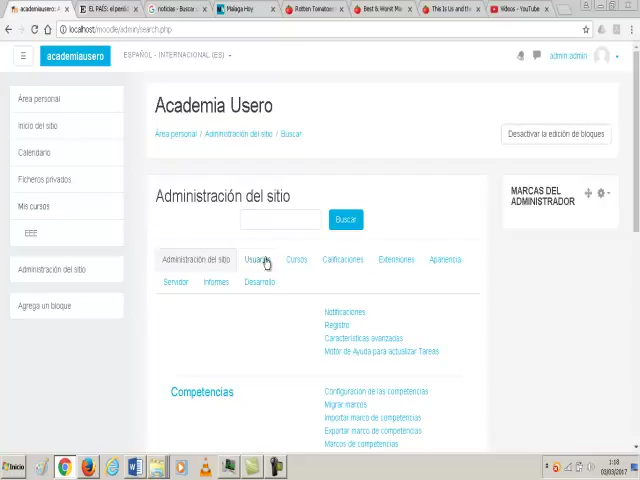 academiausero: A
EL PAÍS: el periód
noticias - Buscar c
Malaga Hoy
Rotten Tomatoes
Best & Worst Mo
This Is Us and th
Videos - YouTube
localhost/moodle/admin/search.php
academiausero
ESPAÑOL - INTERNACIONAL (ES)
admin admin
Área personal
Inicio del sitio
Calendario
Ficheros privados
Mis cursos
EEE
Administración del sitio
Agrega un bloque
Academia Usero
Área personal / Administración del sitio / Buscar
Desactivar la edición de bloques
Administración del sitio
Buscar
MARCAS DEL
ADMINISTRADOR
Administración del sitio
Usuarios
Cursos
Calificaciones
Extensiones
Apariencia
Servidor
Informes
Desarrollo
Notificaciones
Registro
Características avanzadas
Motor de Ayuda para actualizar Tareas
Competencias
Configuración de las competencias
Migrar marcos
Importar marco de competencias
Exportar marco de competencias
Marcos de competencias
Inicio
1:18
03/03/2017